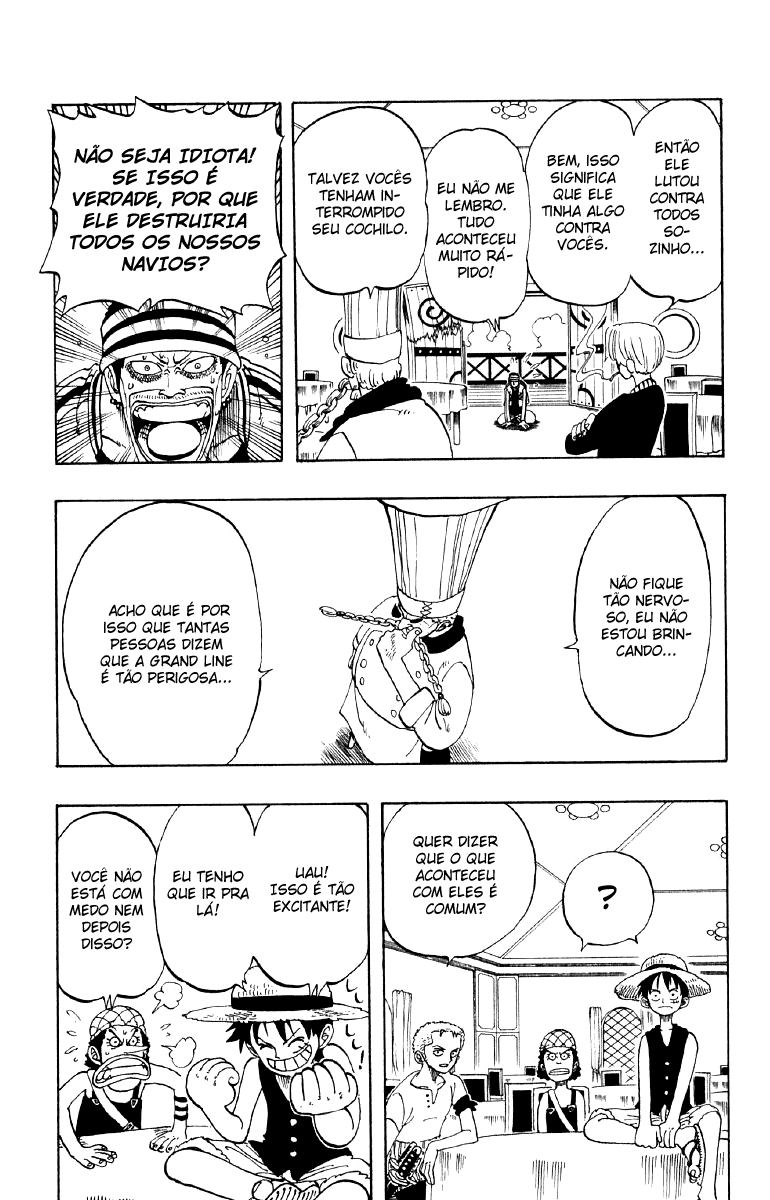 ENTÃO
ELE
LUTOU
CONTRA
TODOS
SO-
ZINHO...
BEM, ISSO
SIGNIFICA
QUE ELE
TINHA ALGO
CONTRA
VOCÊS.
EU NÃO ME
LEMBRO.
TUDO
ACONTECEU
MUITO RÁ-
PIDO!
TALVEZ VOCÊS
TENHAM IN-
TERROMPIDO
SEU COCHILO.
NÃO SEJA IDIOTA!
SE ISSO É
VERDADE, POR QUE
ELE DESTRUIRIA
TODOS OS NOSSOS
NAVIOS?
NÃO FIQUE
TÃO NERVO-
SO, EU NÃO
ESTOU BRIN-
CANDO...
ACHO QUE É POR
ISSO QUE TANTAS
PESSOAS DIZEM
QUE A GRAND LINE
É TÃO PERIGOSA...
?
QUER DIZER
QUE O QUE
ACONTECEU
COM ELES É
COMUM?
UAU!
ISSO É TÃO
EXCITANTE!
EU TENHO
QUE IR PRA
LÁ!
VOCÊ NÃO
ESTÁ COM
MEDO NEM
DEPOIS
DISSO?